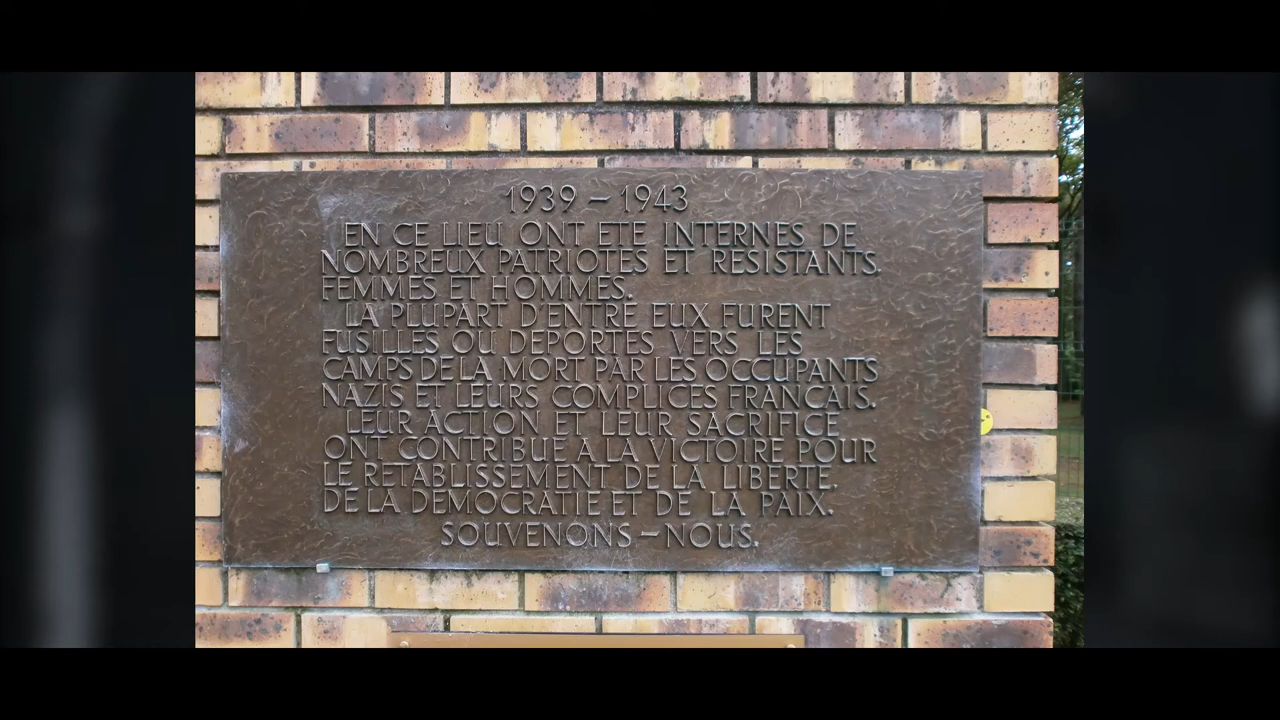 1939 – 1943
EN CE LIEU ONT ETE INTERNES DE
NOMBREUX PATRIOTES ET RESISTANTS.
FEMMES ET HOMMES.
LA PLUPART D'ENTRE EUX FURENT
FUSILLES OU DEPORTES VERS LES
CAMPS DE LA MORT PAR LES OCCUPANTS
NAZIS ET LEURS COMPLICES FRANCAIS.
LEUR ACTION ET LEUR SACRIFICE
ONT CONTRIBUE A LA VICTOIRE POUR
LE RETABLISSEMENT DE LA LIBERTE.
DE LA DEMOCRATIE ET DE LA PAIX.
SOUVENONS – NOUS.